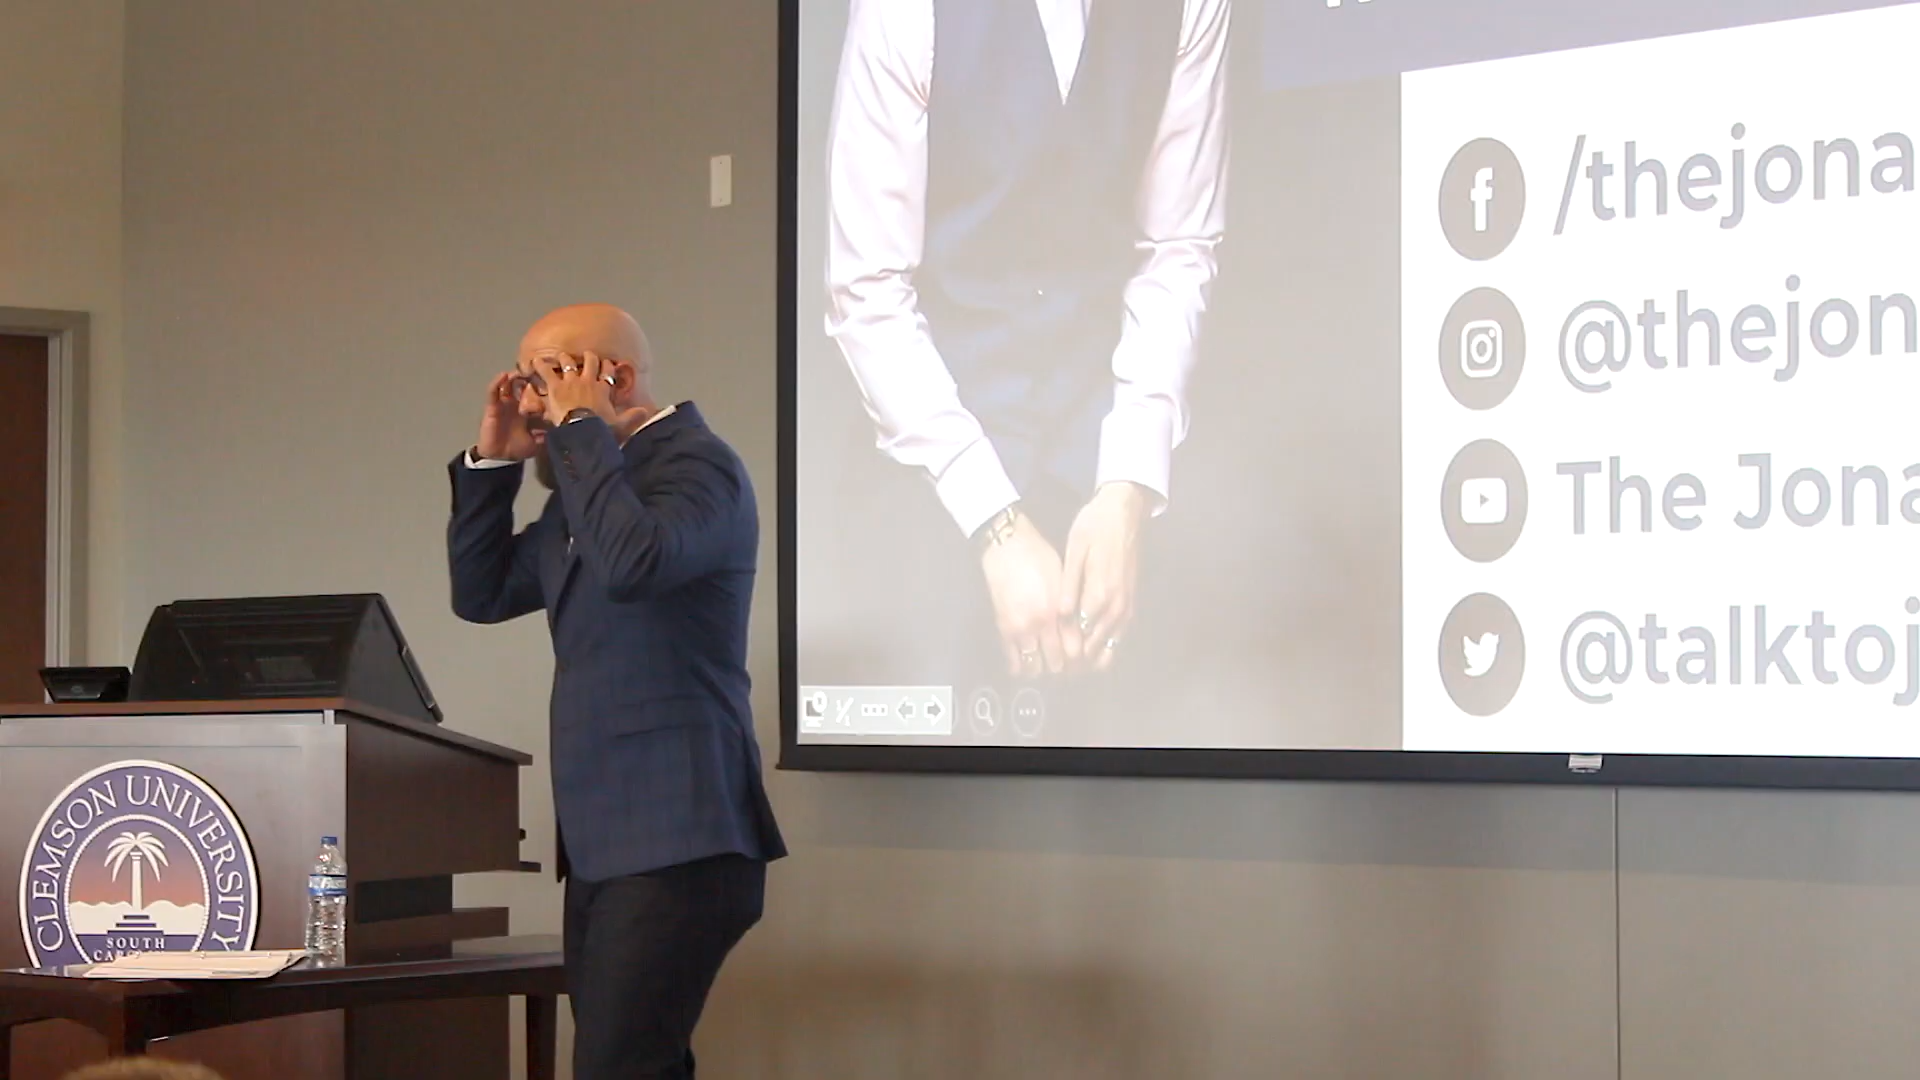 /thejona
@thejon
The Jona
@talktoj
CLEMSON UNIVERSITY
SOUTH